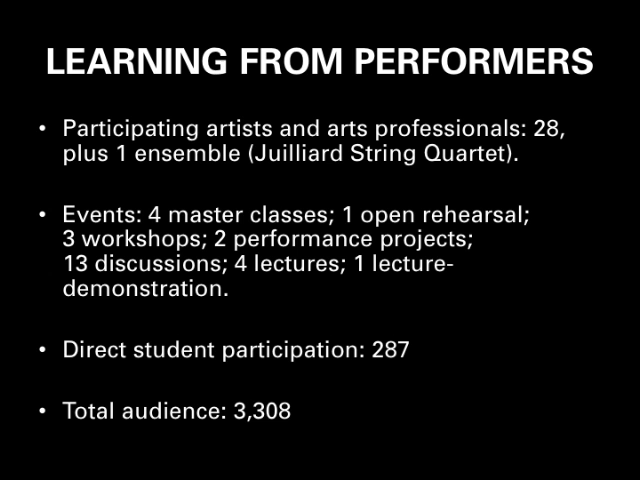 LEARNING FROM PERFORMERS
• Participating artists and arts professionals: 28,
plus 1 ensemble (Juilliard String Quartet).
• Events: 4 master classes; 1 open rehearsal;
3 workshops; 2 performance projects;
13 discussions; 4 lectures; 1 lecture-
demonstration.
• Direct student participation: 287
• Total audience: 3,308